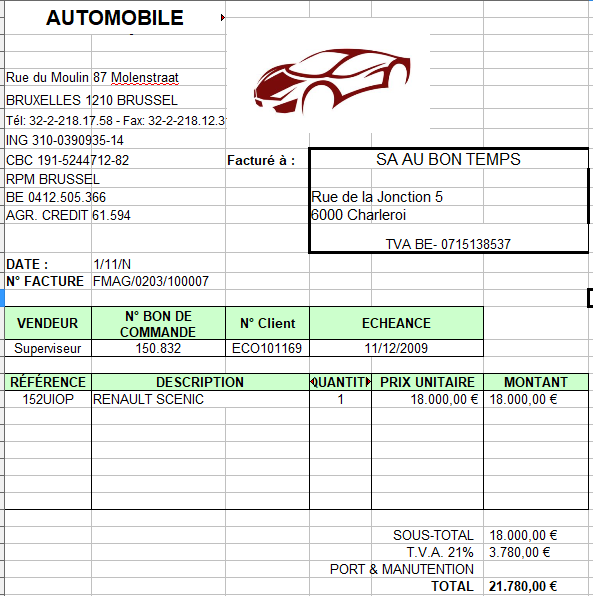 AUTOMOBILE
Rue du Moulin 87 Molenstraat
BRUXELLES 1210 BRUSSEL
Tél: 32-2-218.17.58 - Fax: 32-2-218.12.3
ING 310-0390935-14
CBC 191-5244712-82
Facturé à :
SA AU BON TEMPS
RPM BRUSSEL
BE 0412.505.366
Rue de la Jonction 5
AGR. CREDIT 61.594
6000 Charleroi
TVA BE- 0715138537
DATE : 1/11/N
N° FACTURE FMAG/0203/100007
VENDEUR N° BON DE COMMANDE N° Client ECHEANCE
Superviseur 150.832 ECO101169 11/12/2009
RÉFÉRENCE DESCRIPTION QUANTIT PRIX UNITAIRE MONTANT
152UIOP RENAULT SCENIC 1 18.000,00 € 18.000,00 €
SOUS-TOTAL 18.000,00 €
T.V.A. 21% 3.780,00 €
PORT & MANUTENTION
TOTAL 21.780,00 €